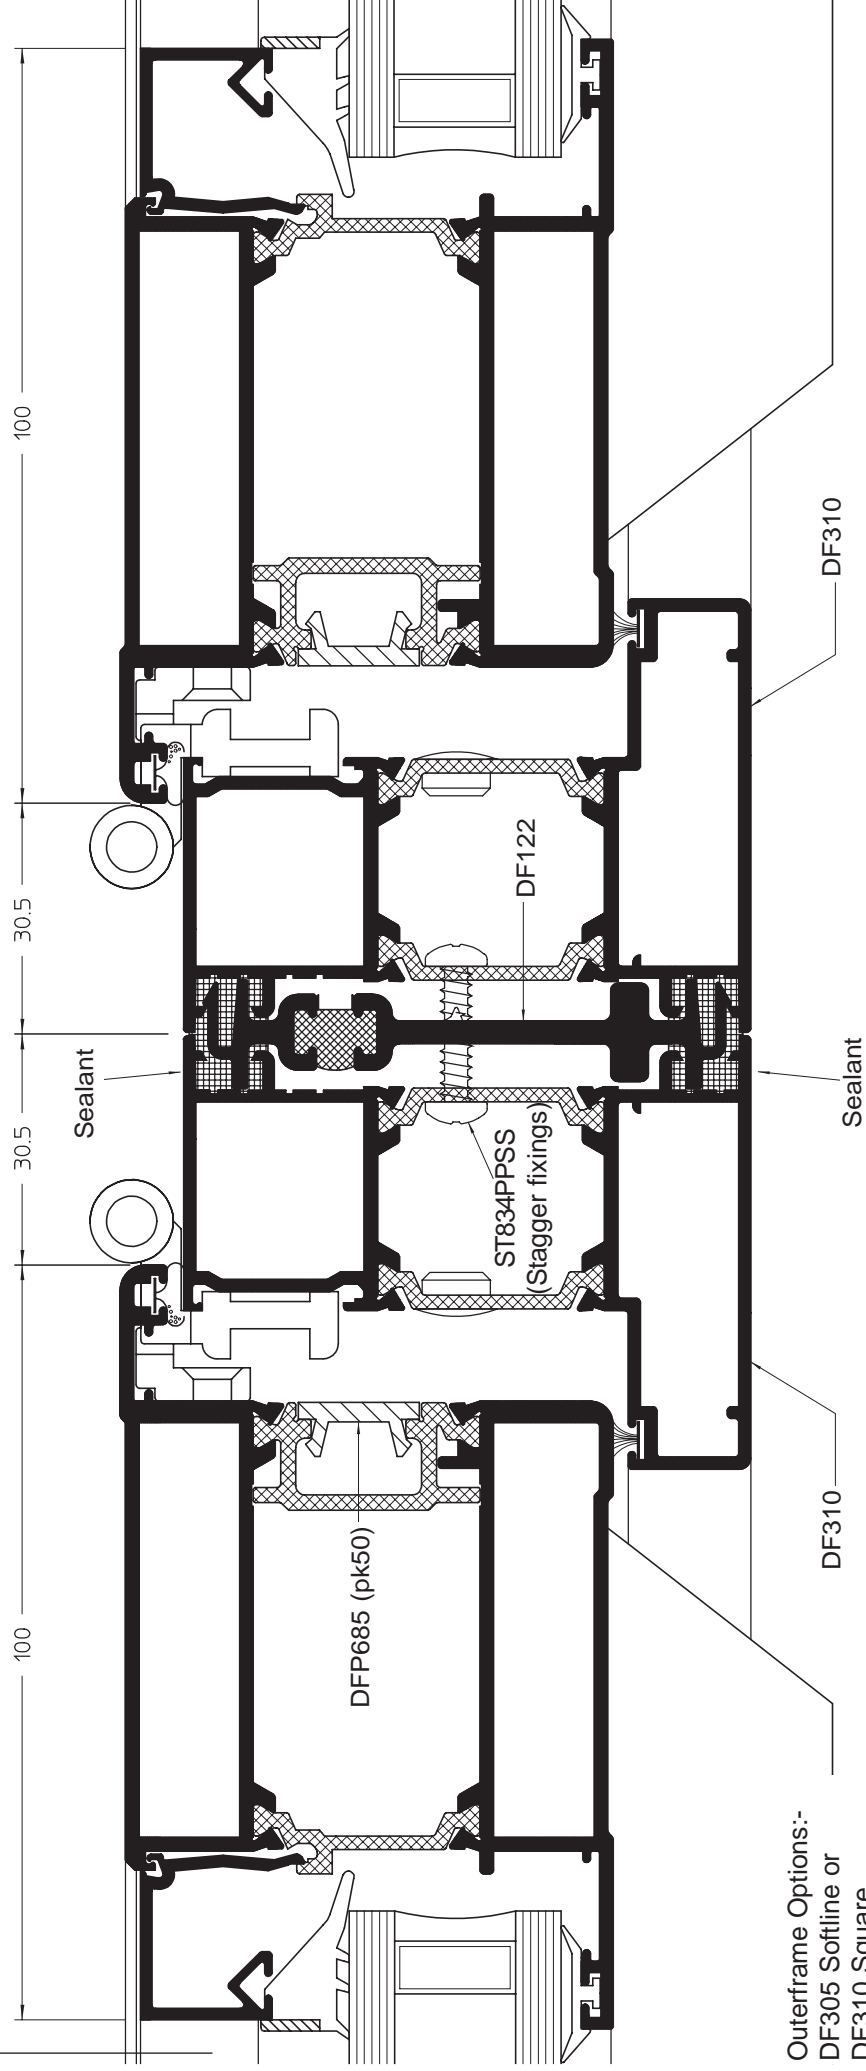 100
30.5
30.5
100
Sealant
Sealant
DF122
ST834PPSS
(Stagger fixings)
DFP685 (pk50)
DF310
DF310
Outerframe Options:-
DF305 Softline or
DF310 Square